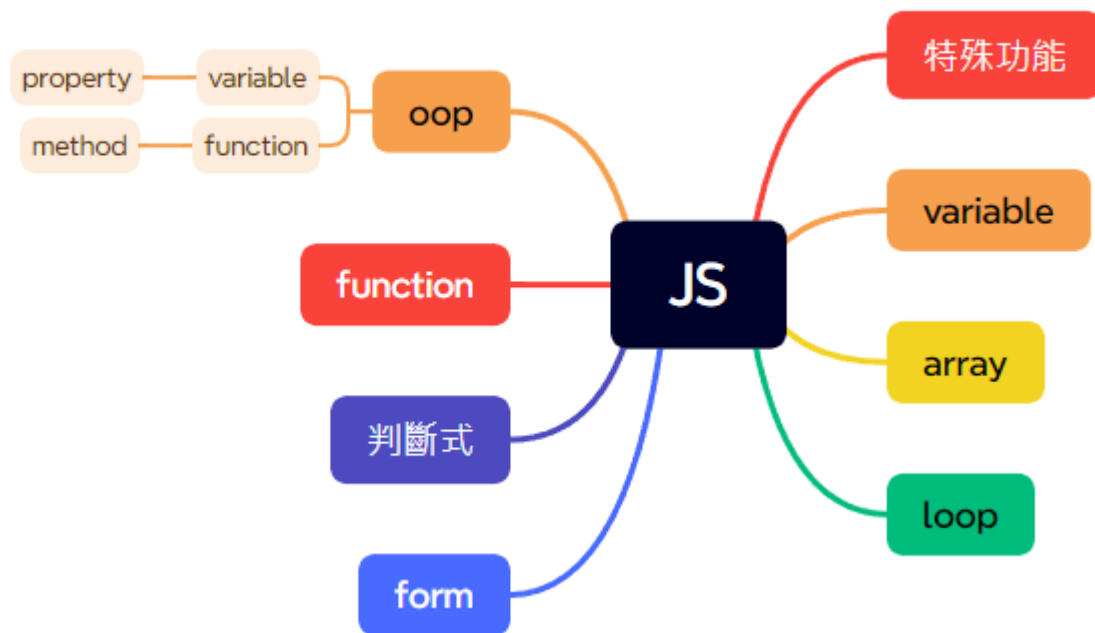 特殊功能
property
variable
oop
method
function
variable
JS
function
array
判斷式
loop
form